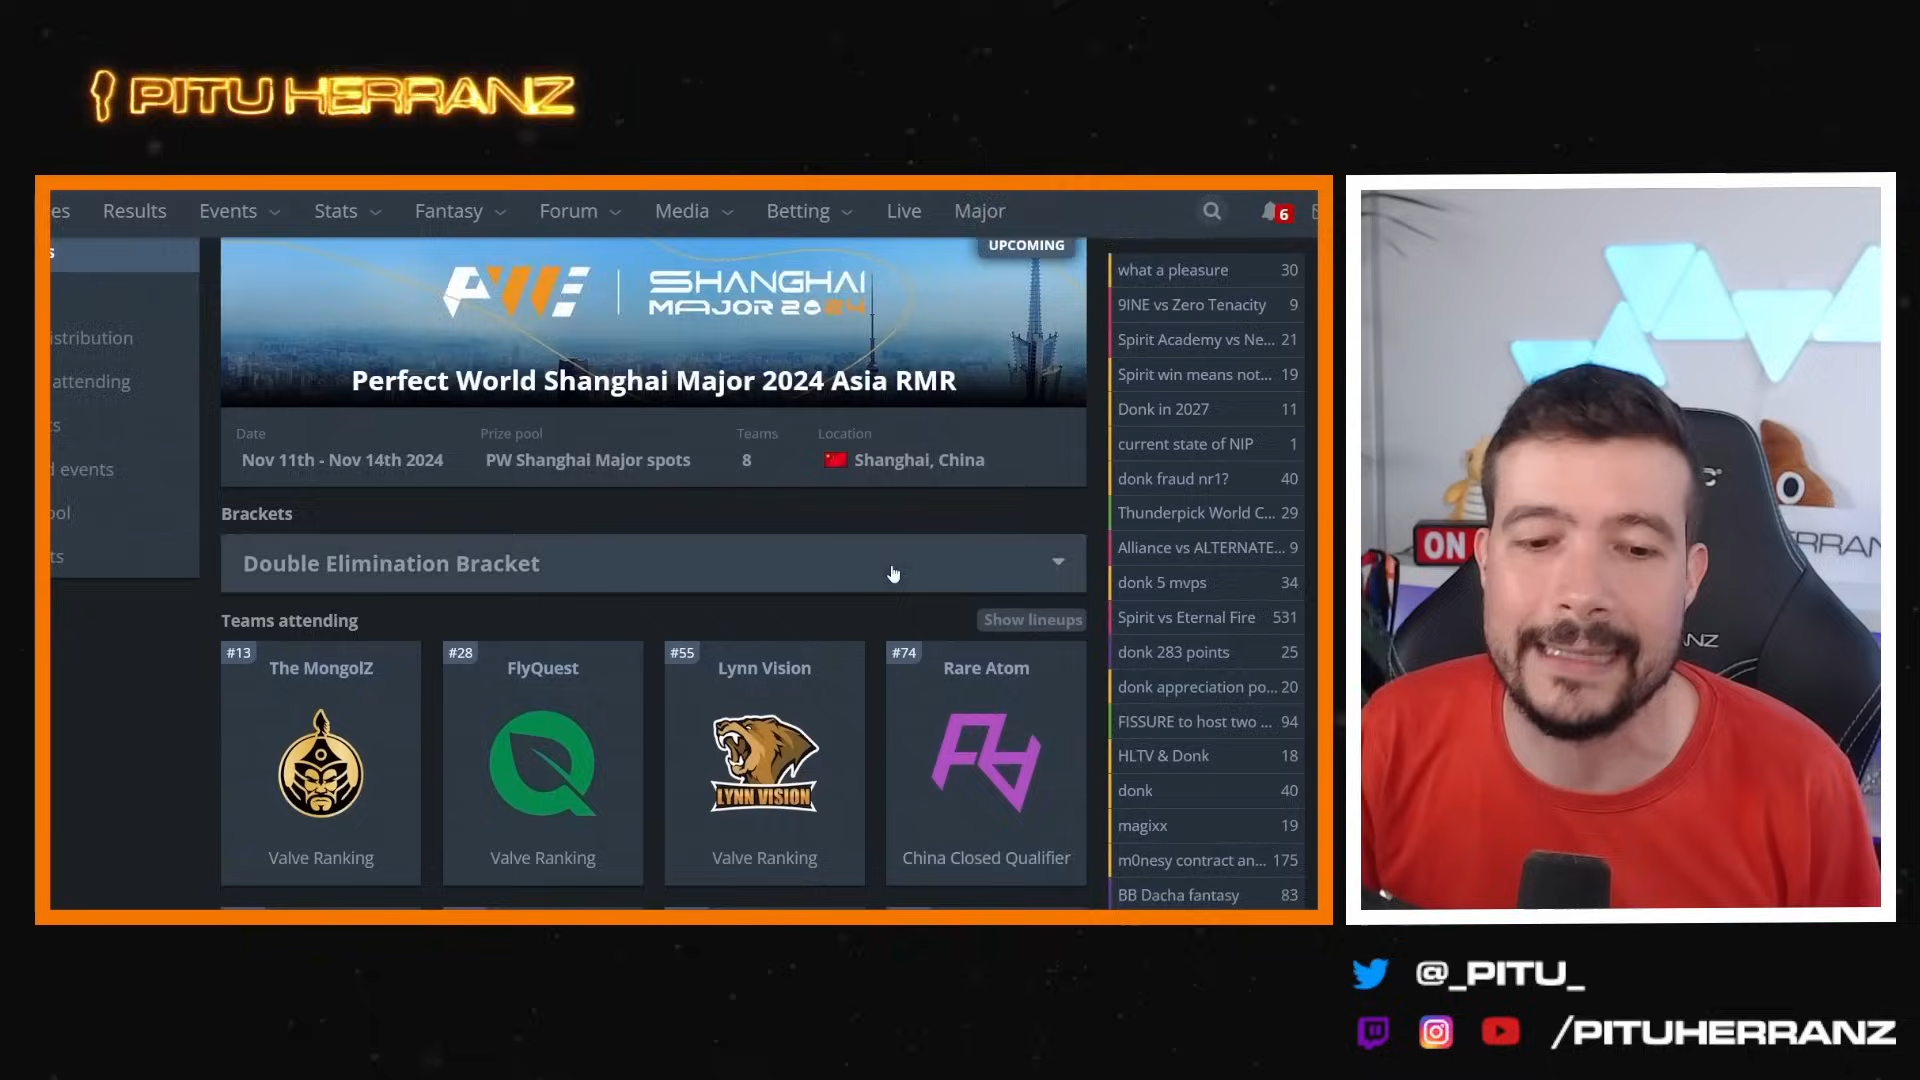 PITU HERRANZ
es Results Events Stats Fantasy Forum Media Betting Live Major 6
s
istribution
attending
s
d events
ool
ts
UPCOMING
PWE SHANGHAI
MAJOR 2024
Perfect World Shanghai Major 2024 Asia RMR
Date Prize pool Teams Location
Nov 11th - Nov 14th 2024 PW Shanghai Major spots 8 Shanghai, China
Brackets
Double Elimination Bracket
Teams attending Show lineups
#13 #28 #55 #74
The MongolZ FlyQuest Lynn Vision Rare Atom
LYNN VISION
Valve Ranking Valve Ranking Valve Ranking China Closed Qualifier
what a pleasure 30
9INE vs Zero Tenacity 9
Spirit Academy vs Ne... 21
Spirit win means not... 19
Donk in 2027 11
current state of NIP 1
donk fraud nr1? 40
Thunderpick World C... 29
Alliance vs ALTERNATE... 9
donk 5 mvps 34
Spirit vs Eternal Fire 531
donk 283 points 25
donk appreciation po... 20
FISSURE to host two ... 94
HLTV & Donk 18
donk 40
magixx 19
m0nesy contract an... 175
BB Dacha fantasy 83
ON
ERRAN
NZ
@_PITU_
/PITUHERRANZ